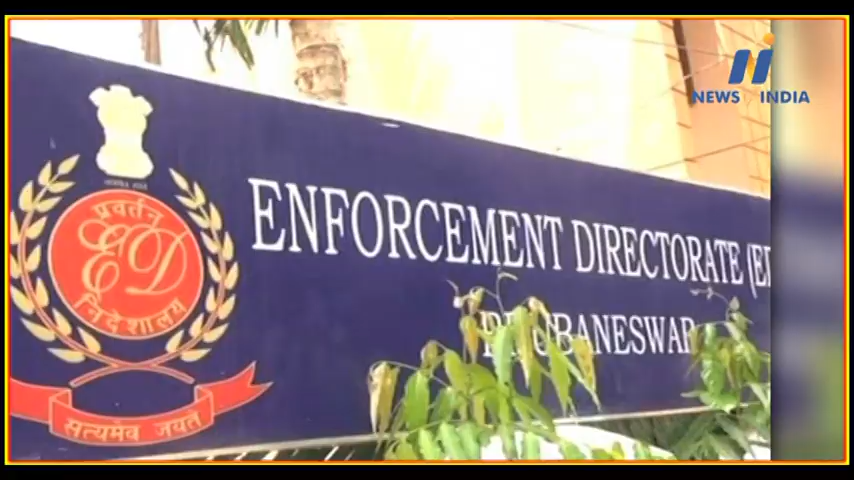 NEWS INDIA
ENFORCEMENT DIRECTORATE (E
BHUBANESWAR
प्रवर्तन
ED
निदेशालय
सत्यमेव जयते